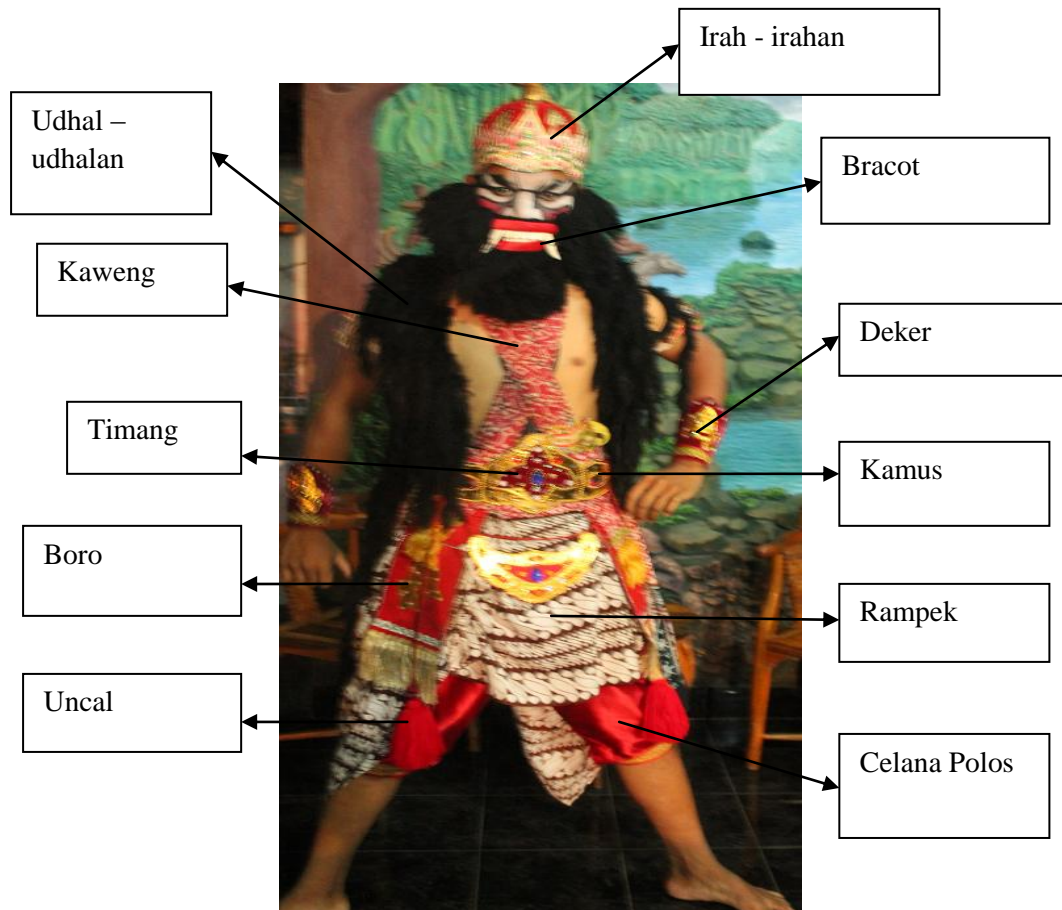 Irah - irahan
Udhal –
udhalan
Bracot
Kaweng
Deker
Timang
Kamus
Boro
Rampek
Uncal
Celana Polos